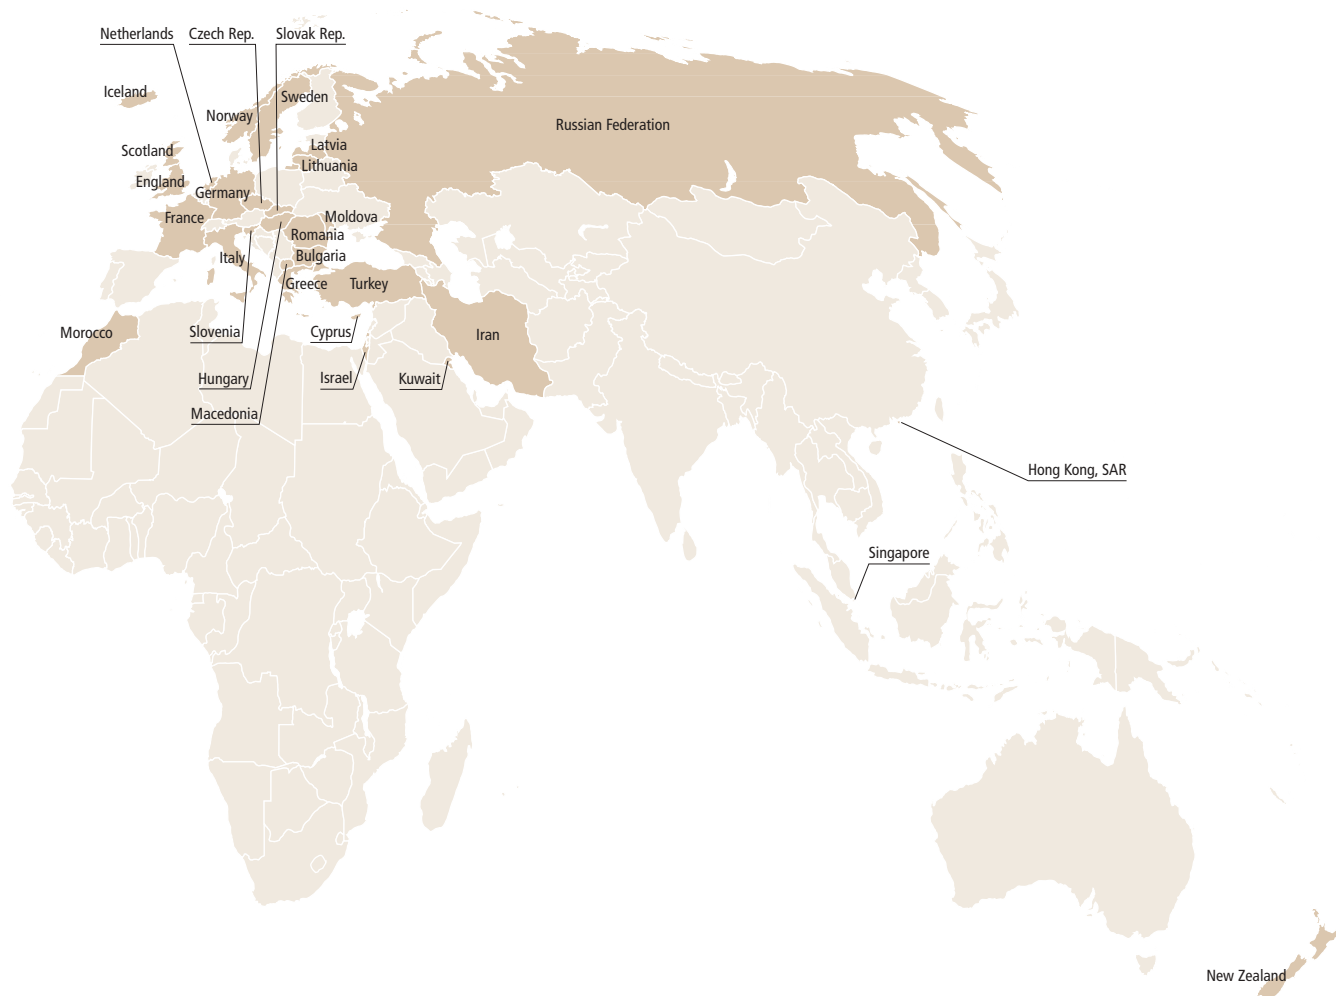 Netherlands
Czech Rep.
Slovak Rep.
Iceland
Sweden
Norway
Russian Federation
Latvia
Scotland
Lithuania
England
Germany
France
Moldova
Romania
Italy
Bulgaria
Greece
Turkey
Morocco
Slovenia
Cyprus
Iran
Hungary
Israel
Kuwait
Macedonia
Hong Kong, SAR
Singapore
New Zealand